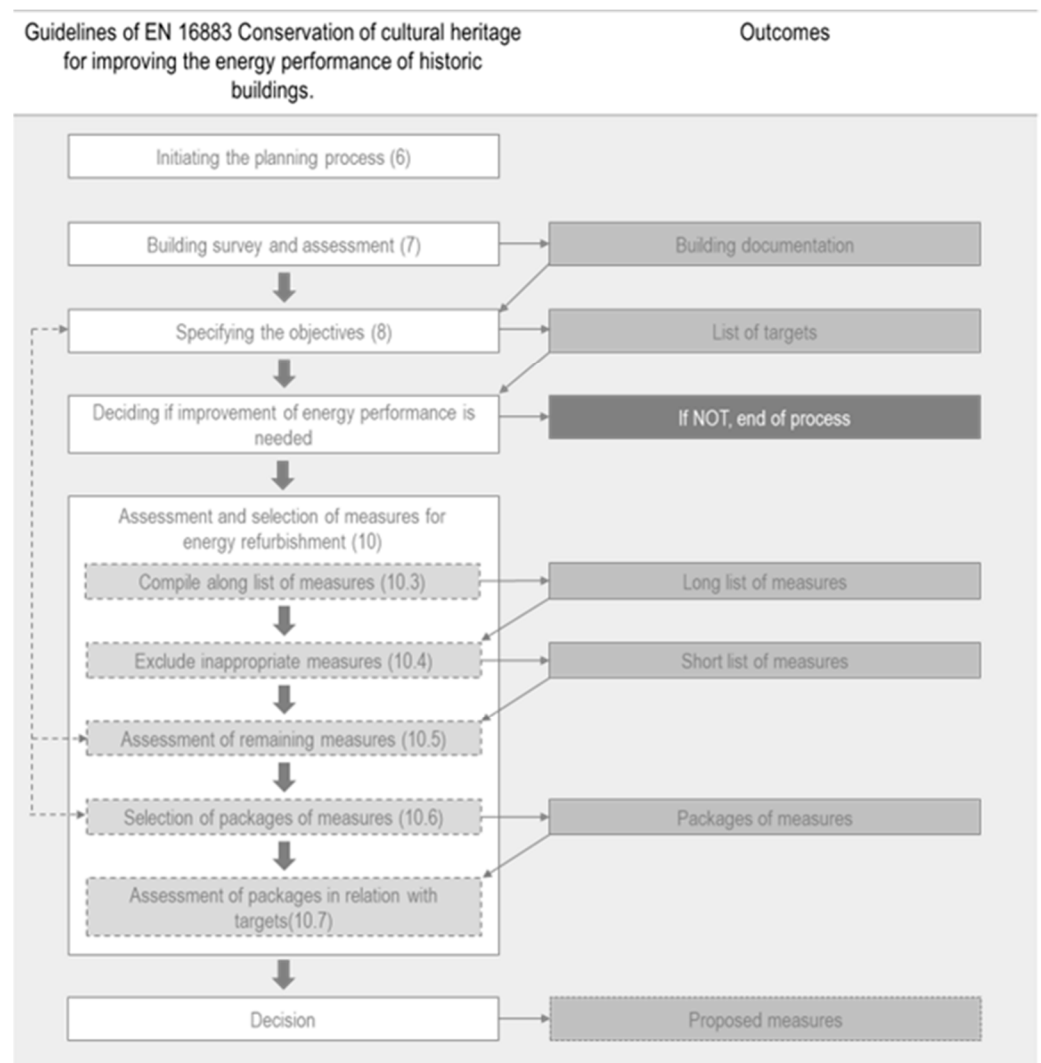 Guidelines of EN 16883 Conservation of cultural heritage
for improving the energy performance of historic
buildings.
Outcomes
Initiating the planning process (6)
Building survey and assessment (7)
Building documentation
Specifying the objectives (8)
List of targets
Deciding if improvement of energy performance is
needed
If NOT, end of process
Assessment and selection of measures for
energy refurbishment (10)
Compile along list of measures (10.3)
Long list of measures
Exclude inappropriate measures (10.4)
Short list of measures
Assessment of remaining measures (10.5)
Selection of packages of measures (10.6)
Packages of measures
Assessment of packages in relation with
targets(10.7)
Decision
Proposed measures